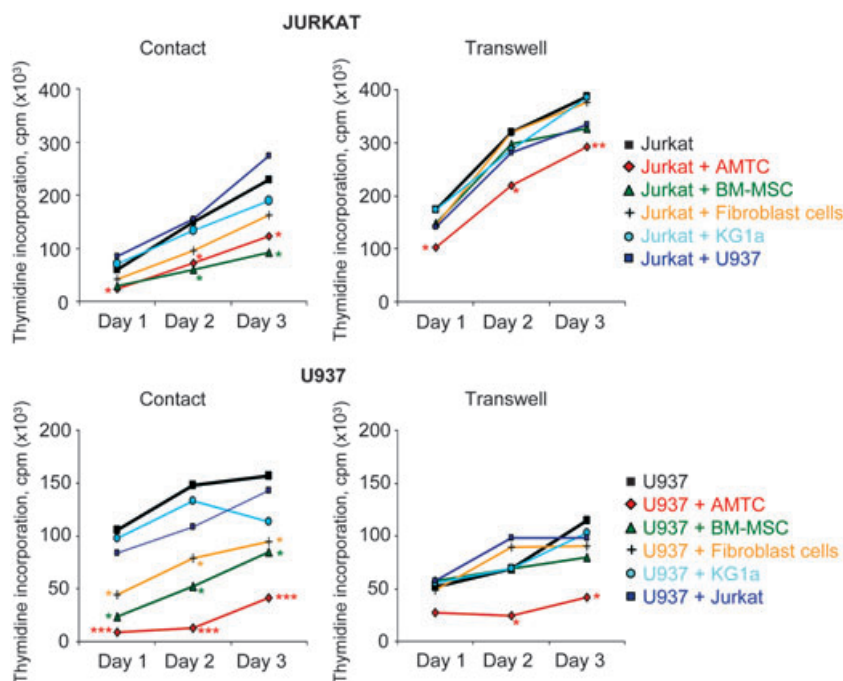 JURKAT
Contact
Transwell
Thymidine incorporation, cpm (x10³)
400
300
200
100
0
Day 1 Day 2 Day 3
* * * * *
Thymidine incorporation, cpm (x10³)
400
300
200
100
0
Day 1 Day 2 Day 3
* * **
Jurkat
Jurkat + AMTC
Jurkat + BM-MSC
Jurkat + Fibroblast cells
Jurkat + KG1a
Jurkat + U937
U937
Contact
Transwell
Thymidine incorporation, cpm (x10³)
200
150
100
50
0
Day 1 Day 2 Day 3
* * * * * * *** *** ***
Thymidine incorporation, cpm (x10³)
200
150
100
50
0
Day 1 Day 2 Day 3
* *
U937
U937 + AMTC
U937 + BM-MSC
U937 + Fibroblast cells
U937 + KG1a
U937 + Jurkat